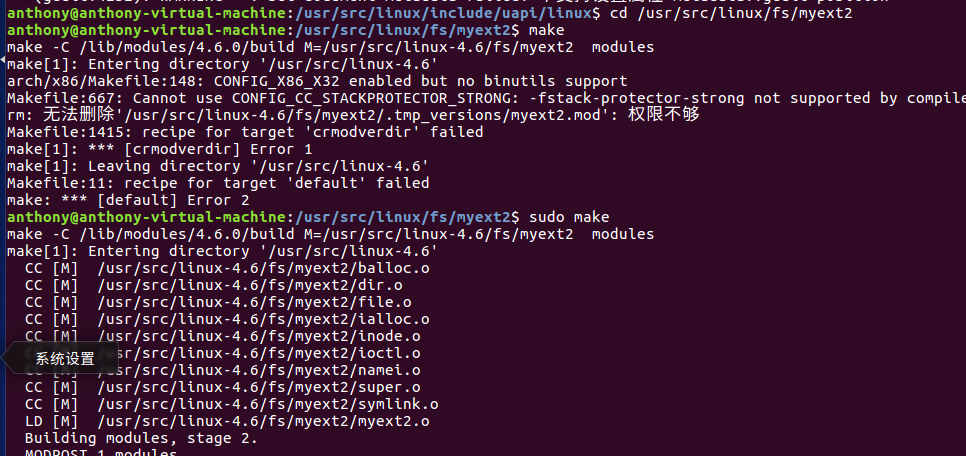 anthony@anthony-virtual-machine:/usr/src/linux/include/uapi/linux$ cd /usr/src/linux/fs/myext2
anthony@anthony-virtual-machine:/usr/src/linux/fs/myext2$ make
make -C /lib/modules/4.6.0/build M=/usr/src/linux-4.6/fs/myext2  modules
make[1]: Entering directory '/usr/src/linux-4.6'
arch/x86/Makefile:148: CONFIG_X86_X32 enabled but no binutils support
Makefile:667: Cannot use CONFIG_CC_STACKPROTECTOR_STRONG: -fstack-protector-strong not supported by compile
rm: 无法删除'/usr/src/linux-4.6/fs/myext2/.tmp_versions/myext2.mod': 权限不够
Makefile:1415: recipe for target 'crmodverdir' failed
make[1]: *** [crmodverdir] Error 1
make[1]: Leaving directory '/usr/src/linux-4.6'
Makefile:11: recipe for target 'default' failed
make: *** [default] Error 2
anthony@anthony-virtual-machine:/usr/src/linux/fs/myext2$ sudo make
make -C /lib/modules/4.6.0/build M=/usr/src/linux-4.6/fs/myext2  modules
make[1]: Entering directory '/usr/src/linux-4.6'
  CC [M]  /usr/src/linux-4.6/fs/myext2/balloc.o
  CC [M]  /usr/src/linux-4.6/fs/myext2/dir.o
  CC [M]  /usr/src/linux-4.6/fs/myext2/file.o
  CC [M]  /usr/src/linux-4.6/fs/myext2/ialloc.o
  CC [M]  /usr/src/linux-4.6/fs/myext2/inode.o
  CC [M]  /usr/src/linux-4.6/fs/myext2/ioctl.o
系统设置
  CC [M]  /usr/src/linux-4.6/fs/myext2/namei.o
  CC [M]  /usr/src/linux-4.6/fs/myext2/super.o
  CC [M]  /usr/src/linux-4.6/fs/myext2/symlink.o
  LD [M]  /usr/src/linux-4.6/fs/myext2/myext2.o
  Building modules, stage 2.
  MODPOST 1 modules